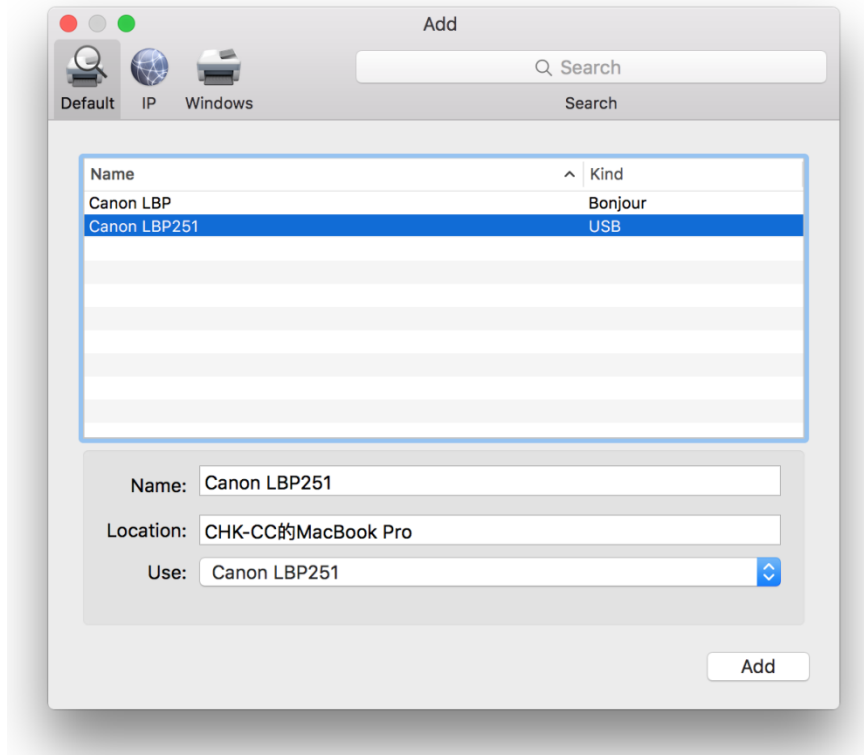 Add
Search
Default IP Windows Search
Name Kind
Canon LBP Bonjour
Canon LBP251 USB
Name: Canon LBP251
Location: CHK-CC的MacBook Pro
Use: Canon LBP251
Add